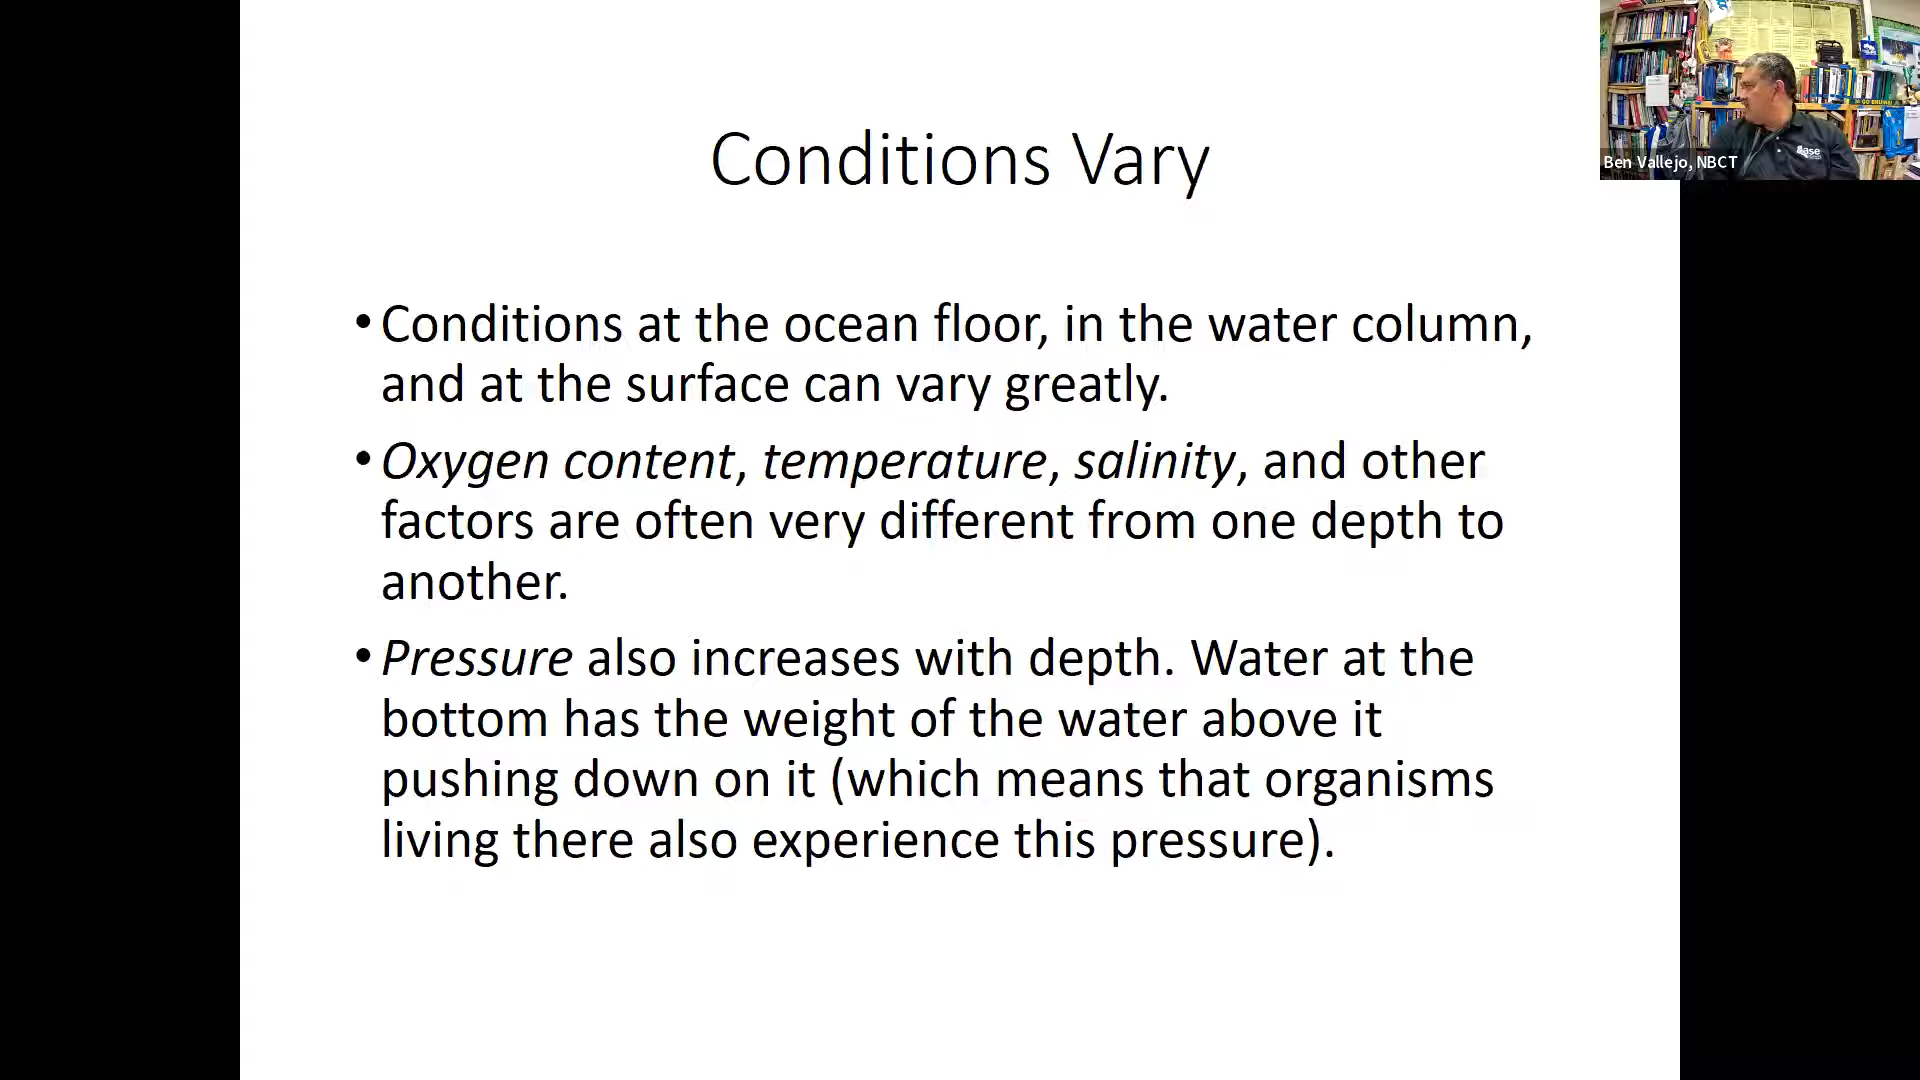 Conditions Vary
• Conditions at the ocean floor, in the water column,
and at the surface can vary greatly.
• Oxygen content, temperature, salinity, and other
factors are often very different from one depth to
another.
• Pressure also increases with depth. Water at the
bottom has the weight of the water above it
pushing down on it (which means that organisms
living there also experience this pressure).
GO BRUINS
ase
Ben Vallejo, NBCT